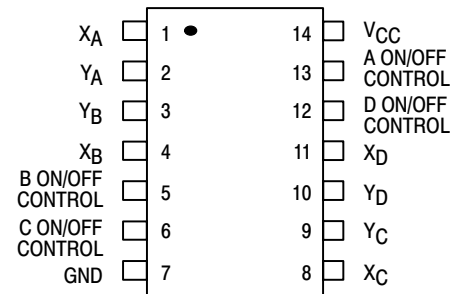 XA 1 14 VCC
YA 2 13 A ON/OFF CONTROL
YB 3 12 D ON/OFF CONTROL
XB 4 11 XD
B ON/OFF CONTROL 5 10 YD
C ON/OFF CONTROL 6 9 YC
GND 7 8 XC